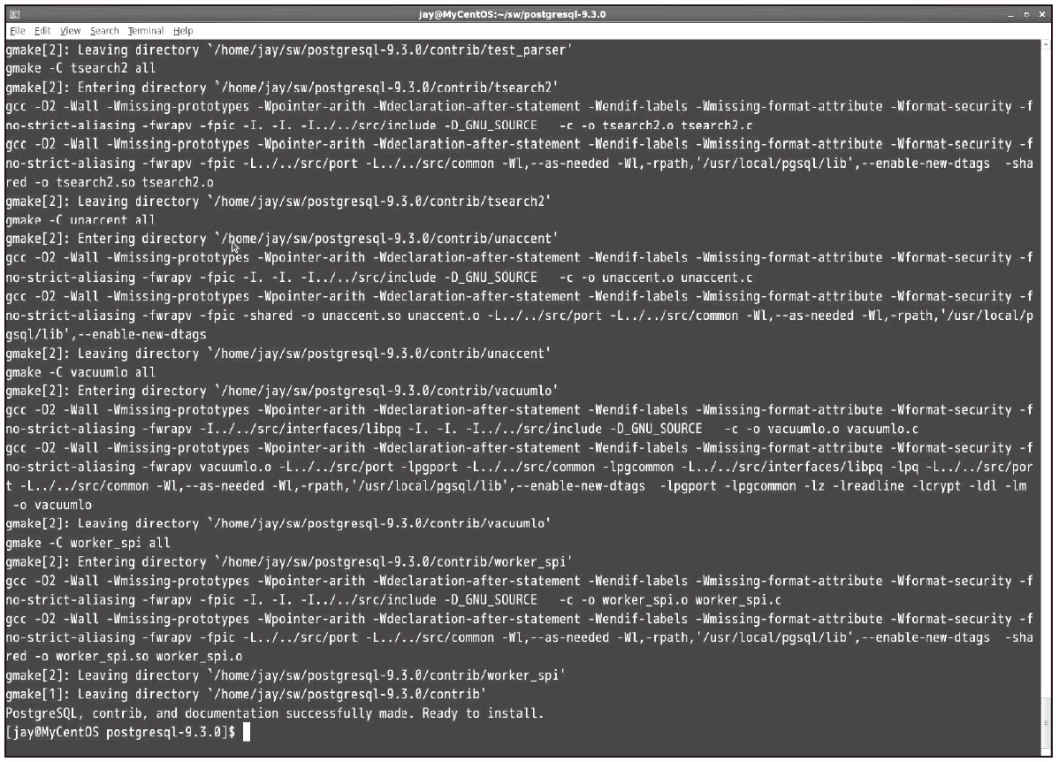 jay@MyCentOS:~/sw/postgresql-9.3.0
File Edit View Search Terminal Help
gmake[2]: Leaving directory `/home/jay/sw/postgresql-9.3.0/contrib/test_parser'
gmake -C tsearch2 all
gmake[2]: Entering directory `/home/jay/sw/postgresql-9.3.0/contrib/tsearch2'
gcc -O2 -Wall -Wmissing-prototypes -Wpointer-arith -Wdeclaration-after-statement -Wendif-labels -Wmissing-format-attribute -Wformat-security -f
no-strict-aliasing -fwrapv -fpic -I. -I. -I../../src/include -D_GNU_SOURCE   -c -o tsearch2.o tsearch2.c
gcc -O2 -Wall -Wmissing-prototypes -Wpointer-arith -Wdeclaration-after-statement -Wendif-labels -Wmissing-format-attribute -Wformat-security -f
no-strict-aliasing -fwrapv -fpic -L../../src/port -L../../src/common -Wl,--as-needed -Wl,-rpath,'/usr/local/pgsql/lib',--enable-new-dtags  -sha
red -o tsearch2.so tsearch2.o
gmake[2]: Leaving directory `/home/jay/sw/postgresql-9.3.0/contrib/tsearch2'
gmake -C unaccent all
gmake[2]: Entering directory `/home/jay/sw/postgresql-9.3.0/contrib/unaccent'
gcc -O2 -Wall -Wmissing-prototypes -Wpointer-arith -Wdeclaration-after-statement -Wendif-labels -Wmissing-format-attribute -Wformat-security -f
no-strict-aliasing -fwrapv -fpic -I. -I. -I../../src/include -D_GNU_SOURCE   -c -o unaccent.o unaccent.c
gcc -O2 -Wall -Wmissing-prototypes -Wpointer-arith -Wdeclaration-after-statement -Wendif-labels -Wmissing-format-attribute -Wformat-security -f
no-strict-aliasing -fwrapv -fpic -shared -o unaccent.so unaccent.o -L../../src/port -L../../src/common -Wl,--as-needed -Wl,-rpath,'/usr/local/p
gsql/lib',--enable-new-dtags
gmake[2]: Leaving directory `/home/jay/sw/postgresql-9.3.0/contrib/unaccent'
gmake -C vacuumlo all
gmake[2]: Entering directory `/home/jay/sw/postgresql-9.3.0/contrib/vacuumlo'
gcc -O2 -Wall -Wmissing-prototypes -Wpointer-arith -Wdeclaration-after-statement -Wendif-labels -Wmissing-format-attribute -Wformat-security -f
no-strict-aliasing -fwrapv -I../../src/interfaces/libpq -I. -I. -I../../src/include -D_GNU_SOURCE   -c -o vacuumlo.o vacuumlo.c
gcc -O2 -Wall -Wmissing-prototypes -Wpointer-arith -Wdeclaration-after-statement -Wendif-labels -Wmissing-format-attribute -Wformat-security -f
no-strict-aliasing -fwrapv vacuumlo.o -L../../src/port -lpgport -L../../src/common -lpgcommon -L../../src/interfaces/libpq -lpq -L../../src/por
t -L../../src/common -Wl,--as-needed -Wl,-rpath,'/usr/local/pgsql/lib',--enable-new-dtags  -lpgport -lpgcommon -lz -lreadline -lcrypt -ldl -lm
 -o vacuumlo
gmake[2]: Leaving directory `/home/jay/sw/postgresql-9.3.0/contrib/vacuumlo'
gmake -C worker_spi all
gmake[2]: Entering directory `/home/jay/sw/postgresql-9.3.0/contrib/worker_spi'
gcc -O2 -Wall -Wmissing-prototypes -Wpointer-arith -Wdeclaration-after-statement -Wendif-labels -Wmissing-format-attribute -Wformat-security -f
no-strict-aliasing -fwrapv -fpic -I. -I. -I../../src/include -D_GNU_SOURCE   -c -o worker_spi.o worker_spi.c
gcc -O2 -Wall -Wmissing-prototypes -Wpointer-arith -Wdeclaration-after-statement -Wendif-labels -Wmissing-format-attribute -Wformat-security -f
no-strict-aliasing -fwrapv -fpic -L../../src/port -L../../src/common -Wl,--as-needed -Wl,-rpath,'/usr/local/pgsql/lib',--enable-new-dtags  -sha
red -o worker_spi.so worker_spi.o
gmake[2]: Leaving directory `/home/jay/sw/postgresql-9.3.0/contrib/worker_spi'
gmake[1]: Leaving directory `/home/jay/sw/postgresql-9.3.0/contrib'
PostgreSQL, contrib, and documentation successfully made. Ready to install.
[jay@MyCentOS postgresql-9.3.0]$